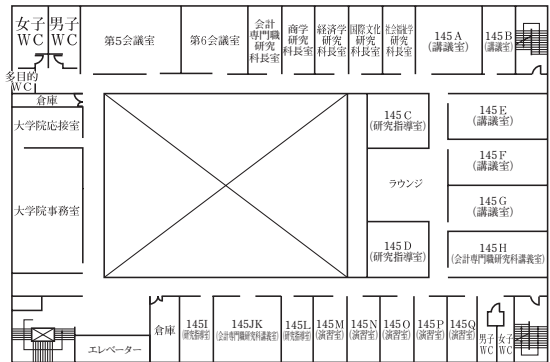 女子
WC
男子
WC
第5会議室
第6会議室
会計
専門職
研究
科長室
商学
研究
科長室
経済学
研究
科長室
国際文化
研究
科長室
社会福祉学
研究
科長室
145A
(講議室)
145B
(講議室)
多目的
WC
倉庫
大学院応接室
大学院事務室
145C
(研究指導室)
ラウンジ
145D
(研究指導室)
145E
(講議室)
145F
(講議室)
145G
(講議室)
145H
(会計専門職研究科講義室)
エレベーター
倉庫
145I
(研究指導室)
145JK
(会計専門職研究科講義室)
145L
(研究指導室)
145M
(演習室)
145N
(演習室)
145O
(演習室)
145P
(演習室)
145Q
(演習室)
男子
WC
女子
WC